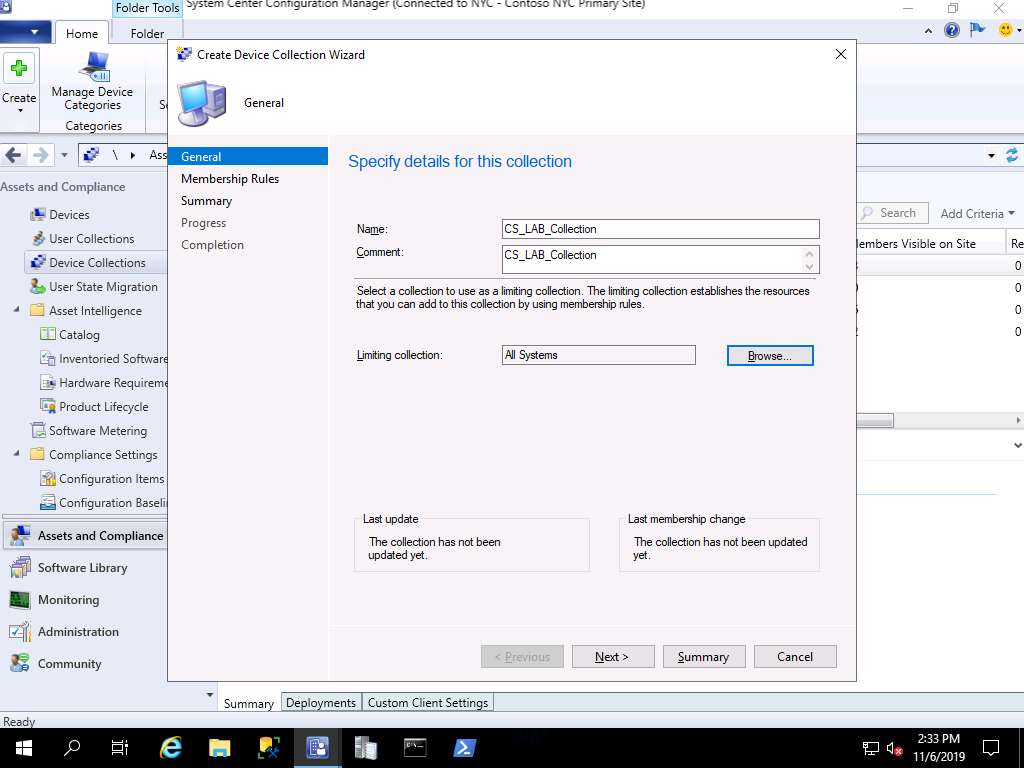 Folder Tools
System Center Configuration Manager (Connected to NYC - Contoso NYC Primary Site)
Home
Folder
Create
Manage Device
Categories
Categories
\
Create Device Collection Wizard
General
Assets and Compliance
Devices
User Collections
Device Collections
User State Migration
Asset Intelligence
Catalog
Inventoried Software
Hardware
Product Lifecycle
Software Metering
Compliance Settings
Configuration Items
Configuration
Assets and Compliance
Software Library
Monitoring
Administration
Community
General
Membership Rules
Summary
Progress
Completion
Specify details for this collection
Name:
CS_LAB_Collection
Comment:
CS_LAB_Collection
Select a collection to use as a limiting collection. The limiting collection establishes the resources
that you can add to this collection by using membership rules.
Limiting collection:
All Systems
Browse...
Last update
The collection has not been
updated yet.
Last membership change
The collection has not been updated
yet.
< Previous
Next >
Summary
Cancel
Search
Add Criteria
Visible on Site
0
0
0
0
Summary
Deployments
Custom Client Settings
Ready
2:33 PM
11/6/2019